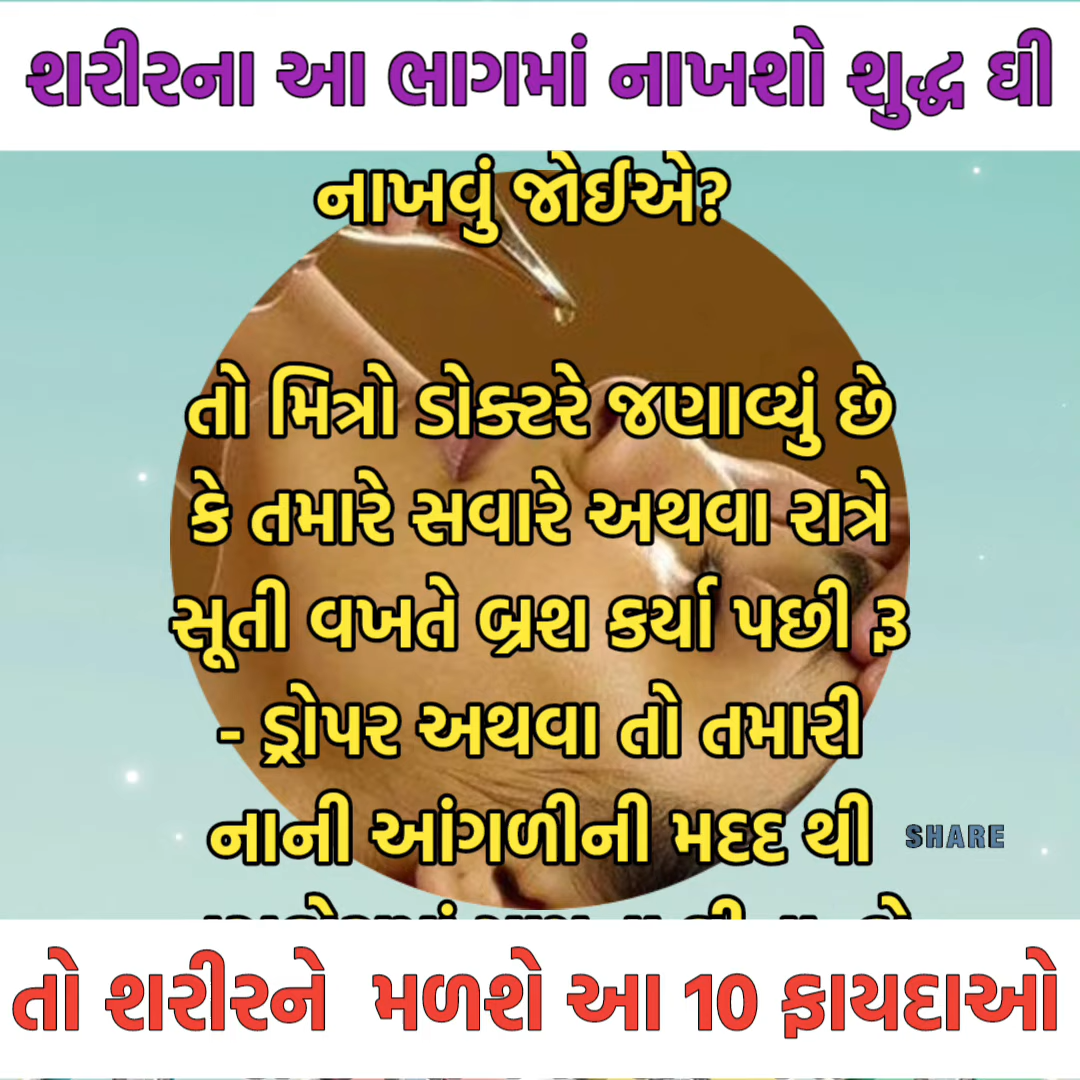 શરીરના આ ભાગમાં નાખશો શુદ્ધ ઘી
નાખવું જોઈએ?
તો મિત્રો ડોક્ટરે જણાવ્યું છે
કે તમારે સવારે અથવા રાત્રે
સૂતી વખતે બ્રશ કર્યા પછી રૂ
- ડ્રોપર અથવા તો તમારી
નાની આંગળીની મદદ થી
SHARE
તો શરીરને મળશે આ 10 ફાયદાઓ